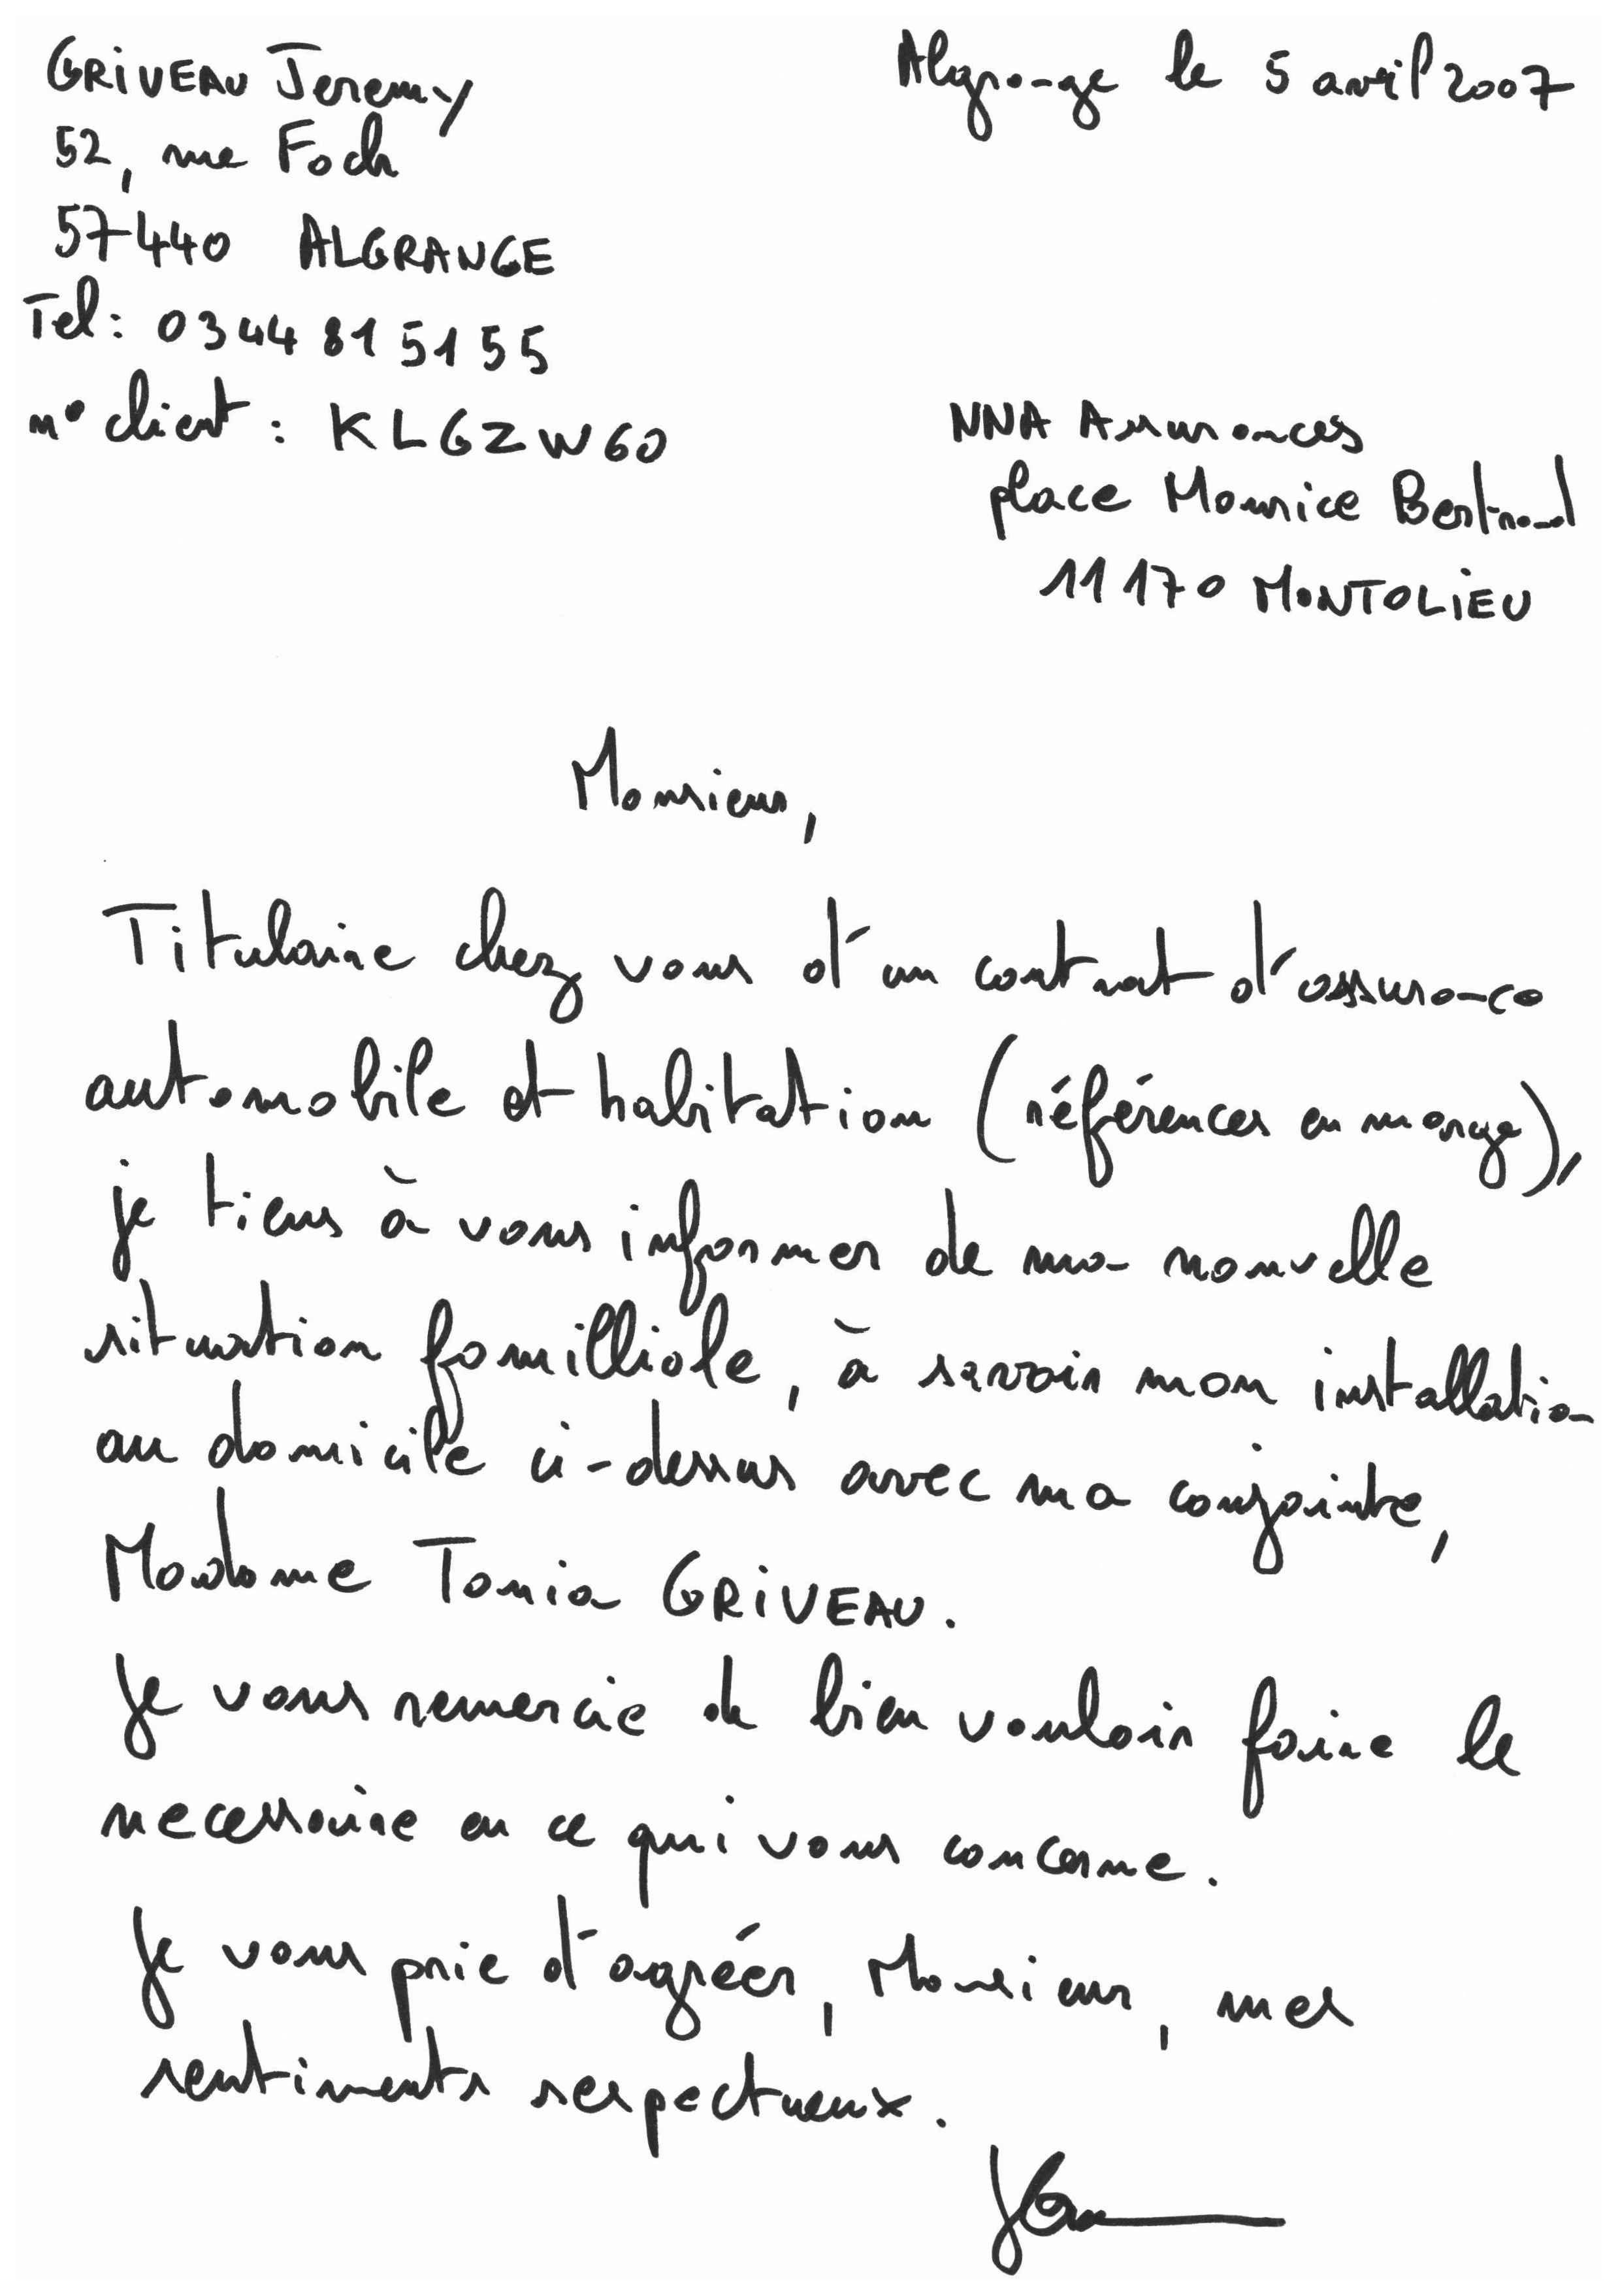 GRIVEAU Jeremy
Algrange le 5 avril 2007
52, rue Foch
57440 ALGRANGE
Tel : 03 44 81 51 55
n° client : KLGZW60
NNA Assurances
place Maurice Bertrand
11170 MONTOLIEU
Monsieur,
Titulaire chez vous d'un contrat d'assurance
automobile et habitation (références en marge),
je tiens à vous informer de ma nouvelle
situation familliale, à savoir mon installation
au domicile ci-dessus avec ma conjointe,
Madame Tania GRIVEAU.
Je vous remercie de bien vouloir faire le
necessaire en ce qui vous concerne.
Je vous prie d'agréer, Monsieur, mes
sentiments respectueux.